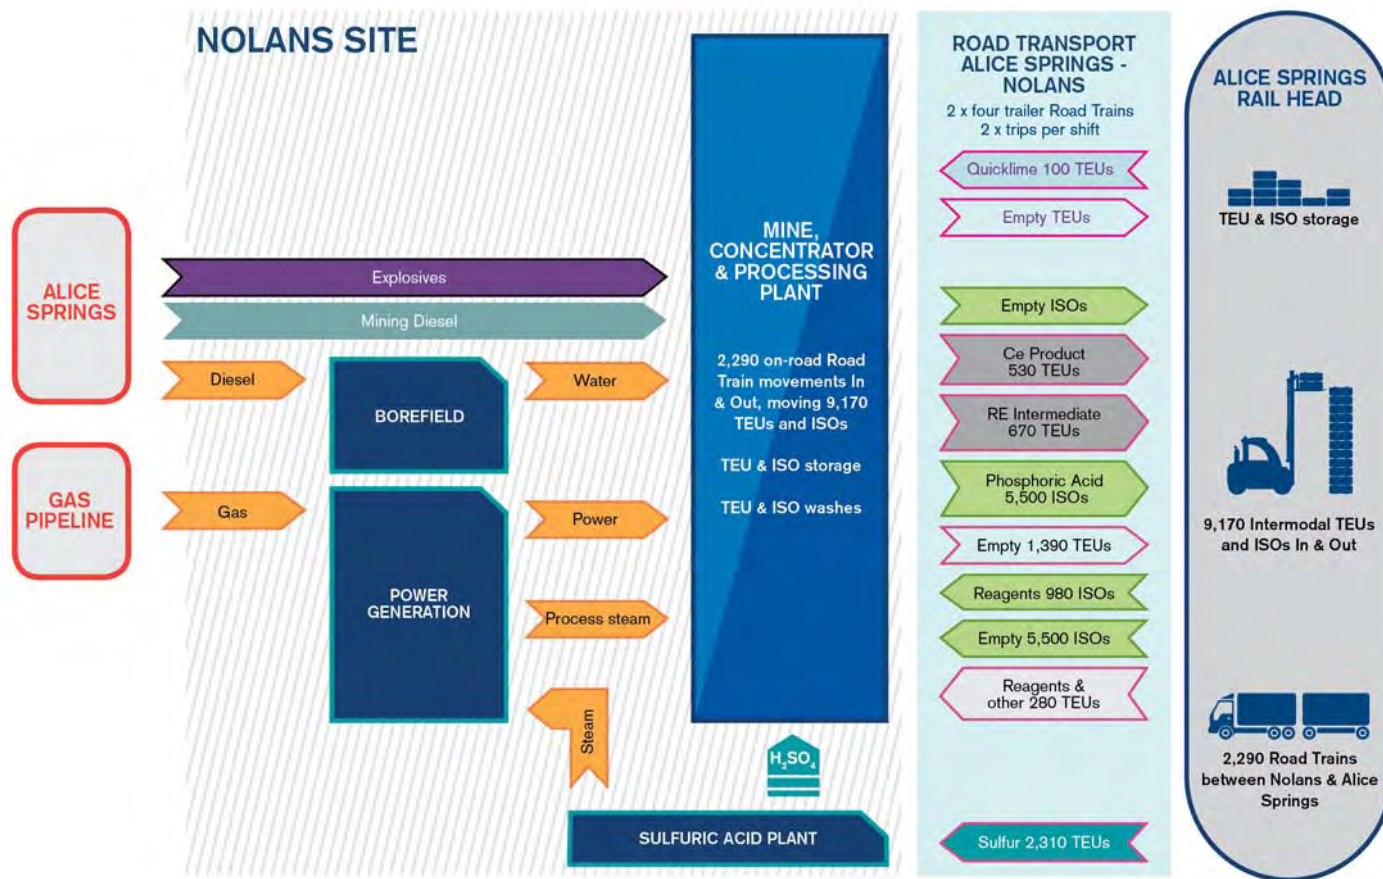 NOLANS SITE
ALICE
SPRINGS
GAS
PIPELINE
Explosives
Mining Diesel
Diesel
Gas
BOREFIELD
POWER
GENERATION
Water
Power
Process steam
Steam
H₂SO₄
SULFURIC ACID PLANT
MINE,
CONCENTRATOR
& PROCESSING
PLANT
2,290 on-road Road
Train movements In
& Out, moving 9,170
TEUs and ISOs
TEU & ISO storage
TEU & ISO washes
ROAD TRANSPORT
ALICE SPRINGS -
NOLANS
2 x four trailer Road Trains
2 x trips per shift
Quicklime 100 TEUs
Empty TEUs
Empty ISOs
Ce Product
530 TEUs
RE Intermediate
670 TEUs
Phosphoric Acid
5,500 ISOs
Empty 1,390 TEUs
Reagents 980 ISOs
Empty 5,500 ISOs
Reagents &
other 280 TEUs
Sulfur 2,310 TEUs
ALICE SPRINGS
RAIL HEAD
TEU & ISO storage
9,170 Intermodal TEUs
and ISOs In & Out
2,290 Road Trains
between Nolans & Alice
Springs